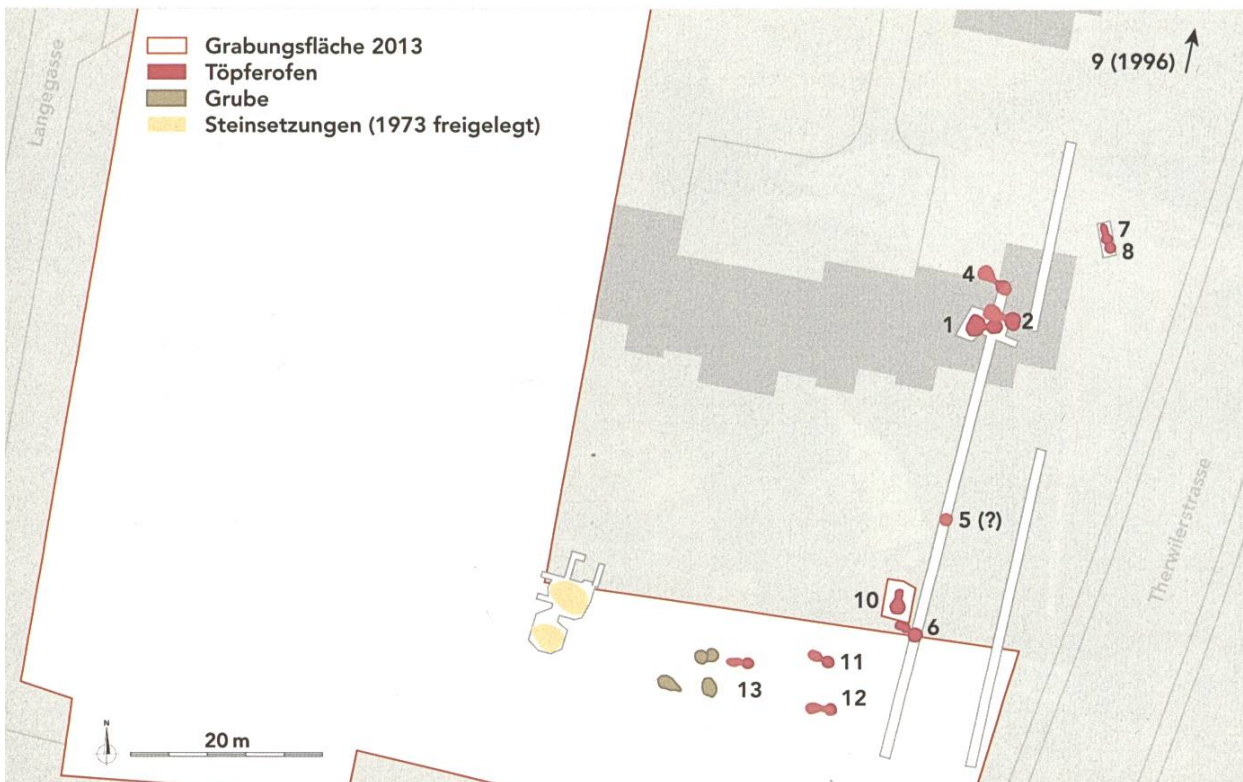 Langegasse
Grabungsfläche 2013
Töpferofen
Grube
Steinsetzungen (1973 freigelegt)
9 (1996)
7
8
4
1
2
5 (?)
10
6
11
13
12
Therwilerstrasse
N
20 m